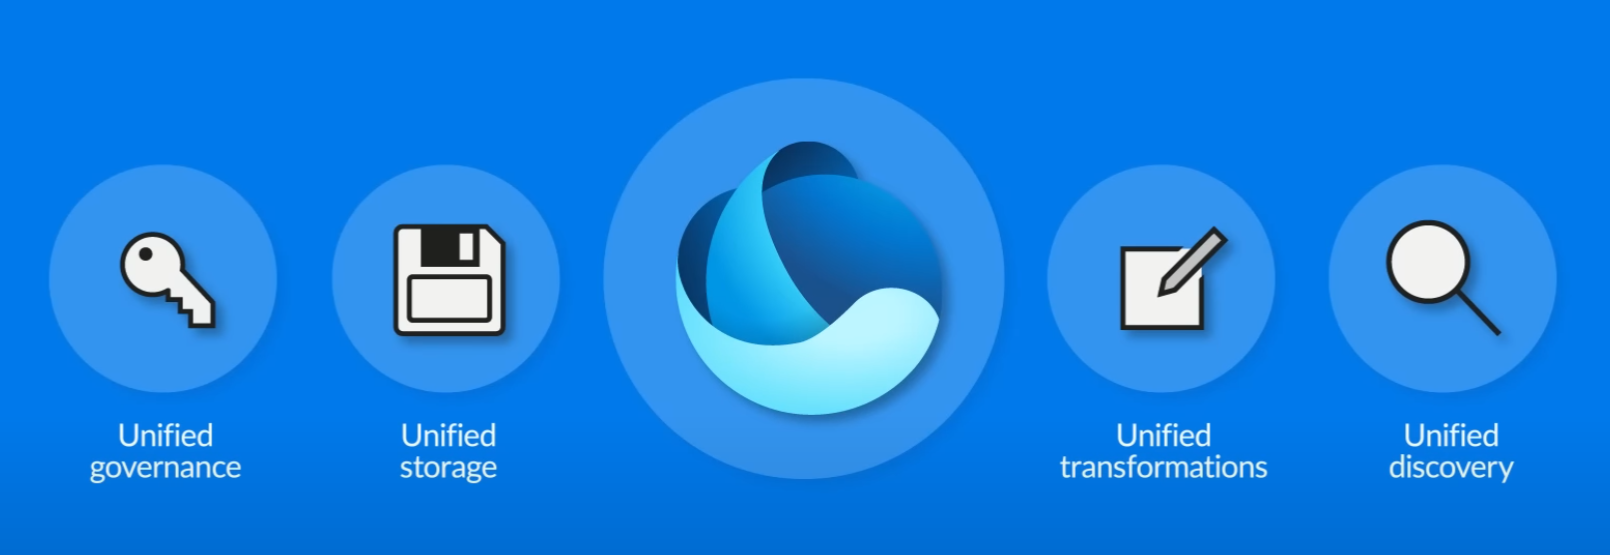 Unified
governance
Unified
storage
Unified
transformations
Unified
discovery